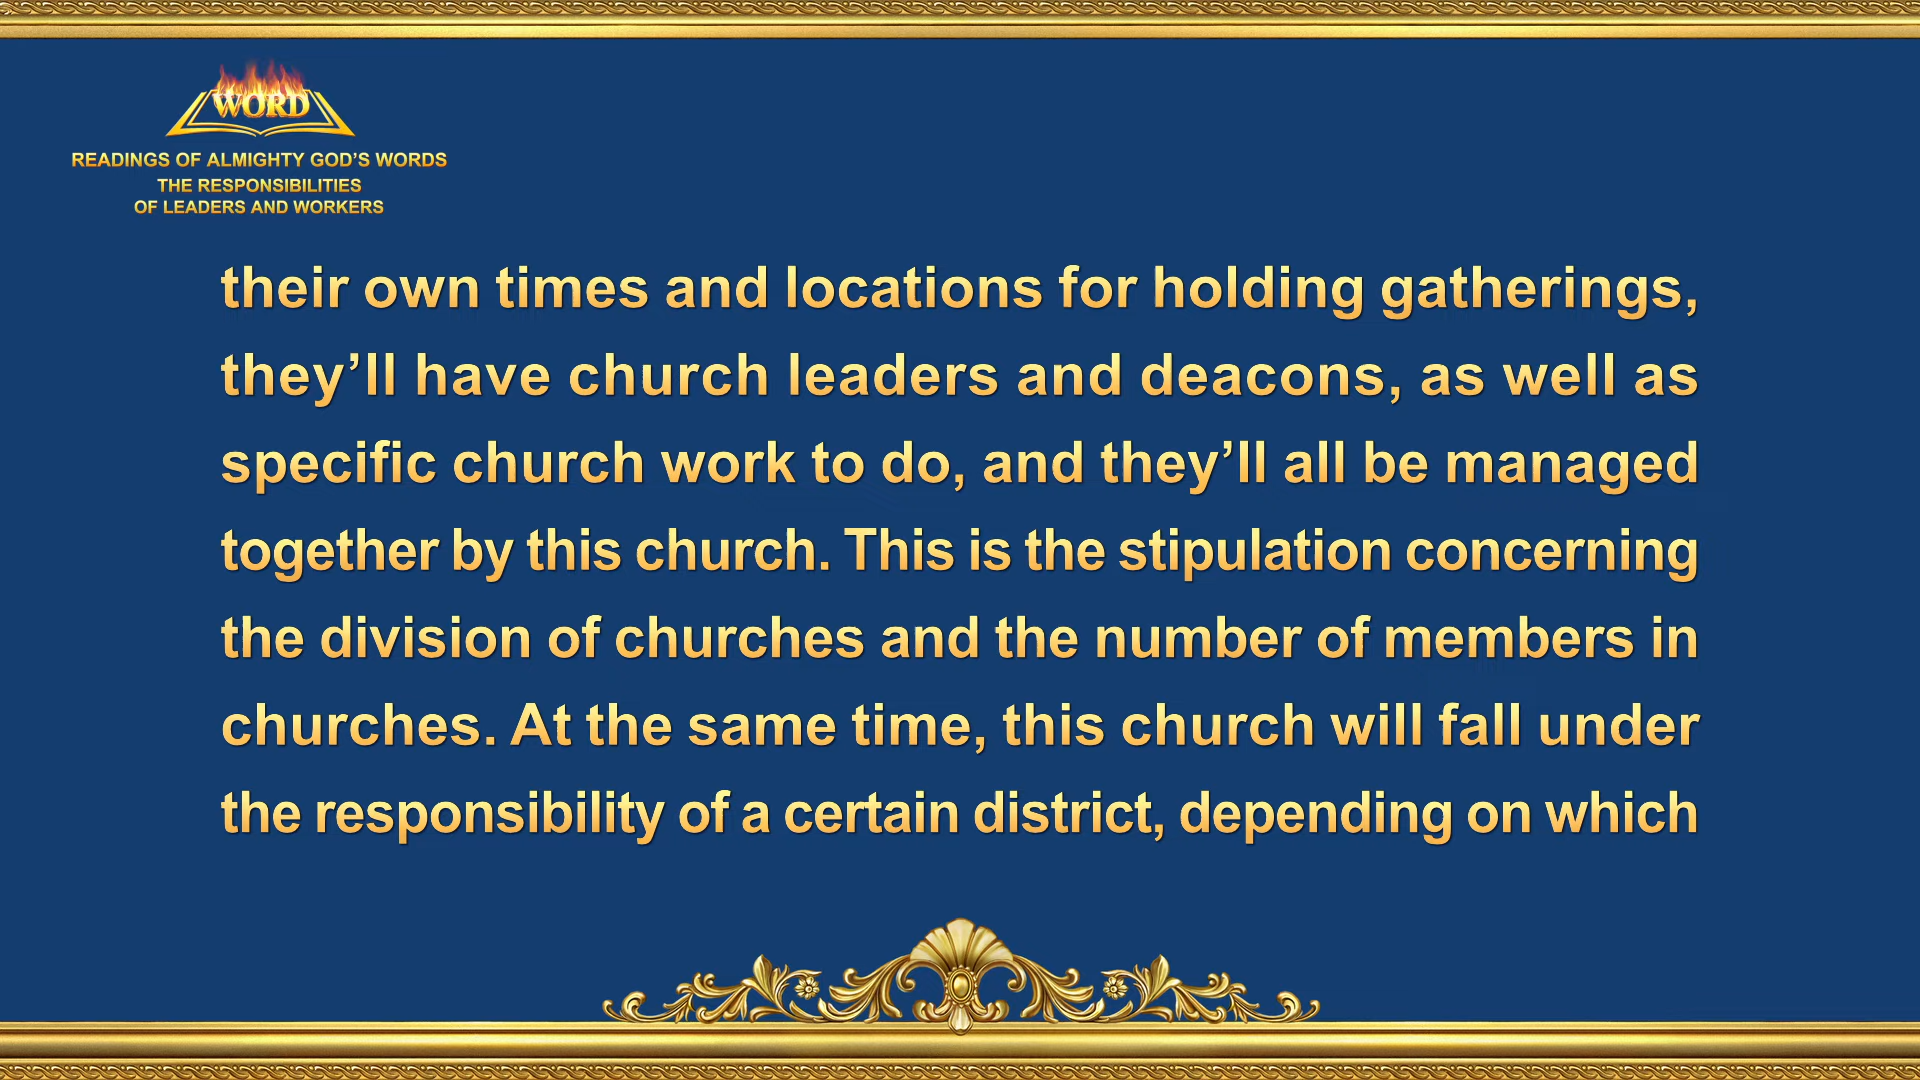 WORD
READINGS OF ALMIGHTY GOD’S WORDS
THE RESPONSIBILITIES
OF LEADERS AND WORKERS
their own times and locations for holding gatherings,
they’ll have church leaders and deacons, as well as
specific church work to do, and they’ll all be managed
together by this church. This is the stipulation concerning
the division of churches and the number of members in
churches. At the same time, this church will fall under
the responsibility of a certain district, depending on which